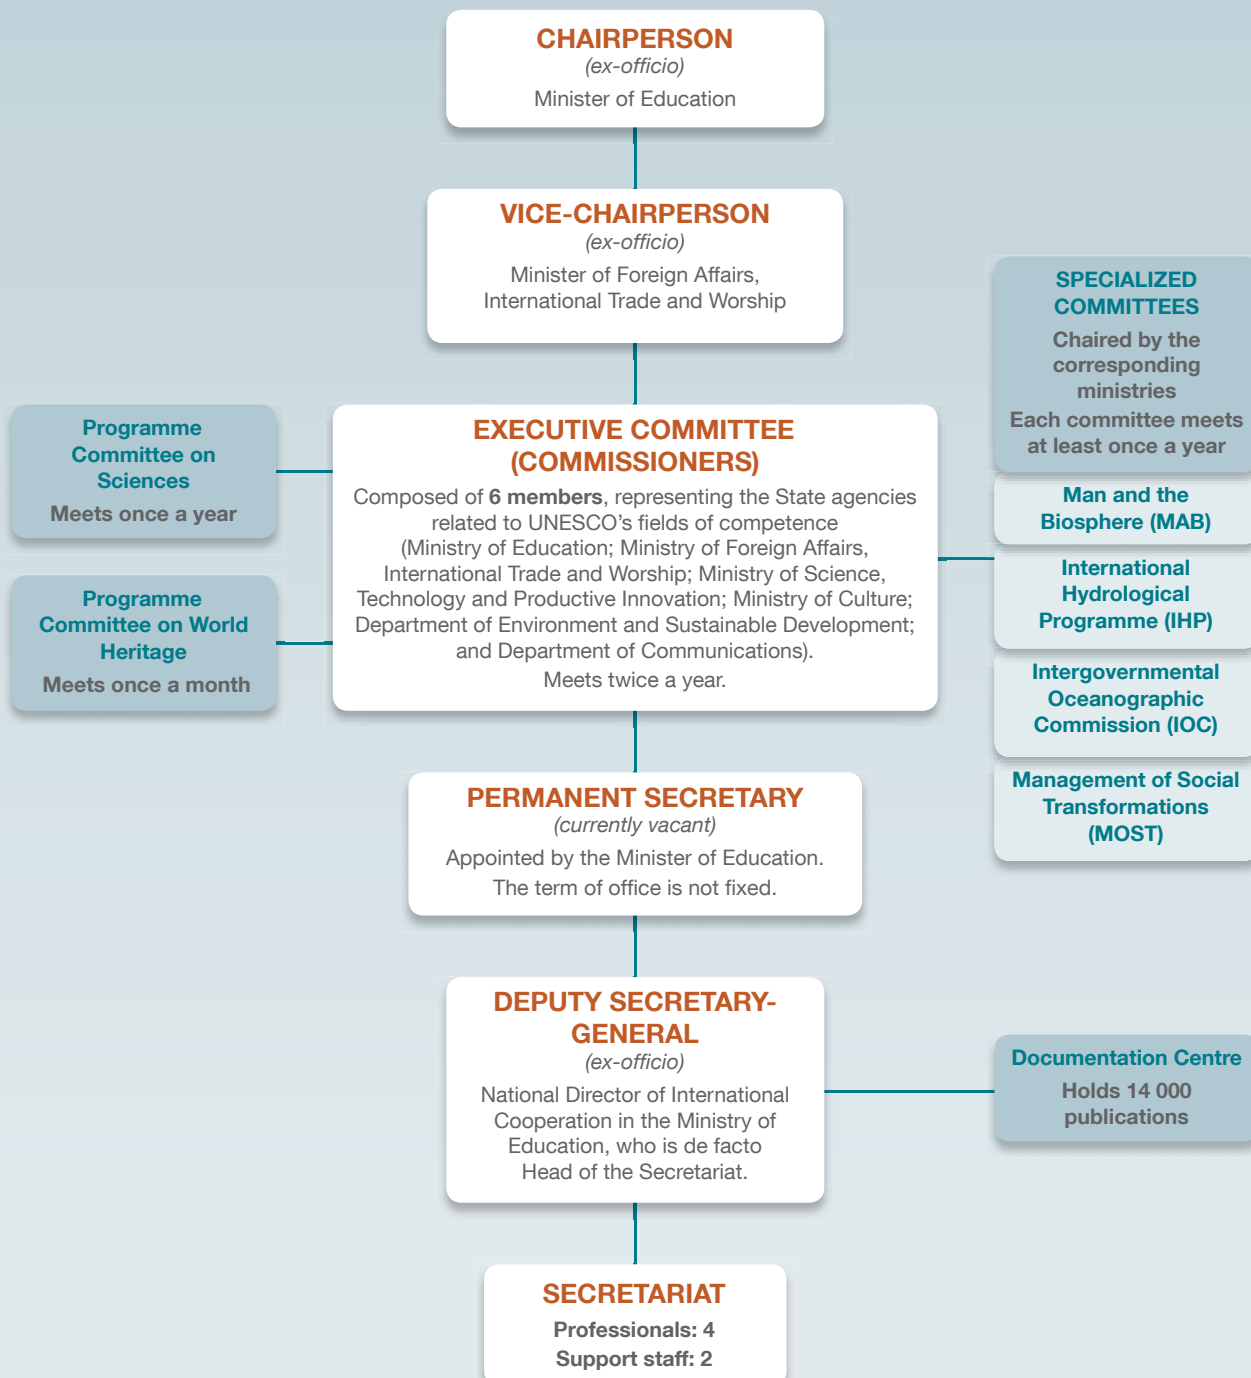 CHAIRPERSON
(ex-officio)
Minister of Education
VICE-CHAIRPERSON
(ex-officio)
Minister of Foreign Affairs,
International Trade and Worship
SPECIALIZED
COMMITTEES
Chaired by the
corresponding
ministries
Each committee meets
at least once a year
Man and the
Biosphere (MAB)
International
Hydrological
Programme (IHP)
Intergovernmental
Oceanographic
Commission (IOC)
Management of Social
Transformations
(MOST)
Programme
Committee on
Sciences
Meets once a year
Programme
Committee on World
Heritage
Meets once a month
EXECUTIVE COMMITTEE
(COMMISSIONERS)
Composed of 6 members, representing the State agencies
related to UNESCO’s fields of competence
(Ministry of Education; Ministry of Foreign Affairs,
International Trade and Worship; Ministry of Science,
Technology and Productive Innovation; Ministry of Culture;
Department of Environment and Sustainable Development;
and Department of Communications).
Meets twice a year.
PERMANENT SECRETARY
(currently vacant)
Appointed by the Minister of Education.
The term of office is not fixed.
DEPUTY SECRETARY-
GENERAL
(ex-officio)
National Director of International
Cooperation in the Ministry of
Education, who is de facto
Head of the Secretariat.
Documentation Centre
Holds 14 000
publications
SECRETARIAT
Professionals: 4
Support staff: 2